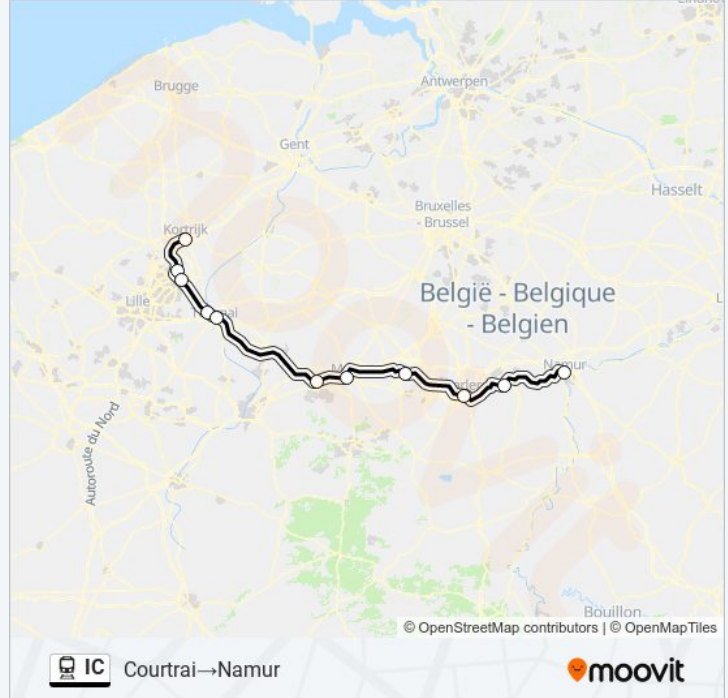 Brugge
Antwerpen
Gent
Hasselt
Bruxelles
- Brussel
Kortrijk
België - Belgique
- Belgien
Lille
Namur
Autoroute du Nord
Bouillon
© OpenStreetMap contributors | © OpenMapTiles
IC Courtrai→Namur
moovit